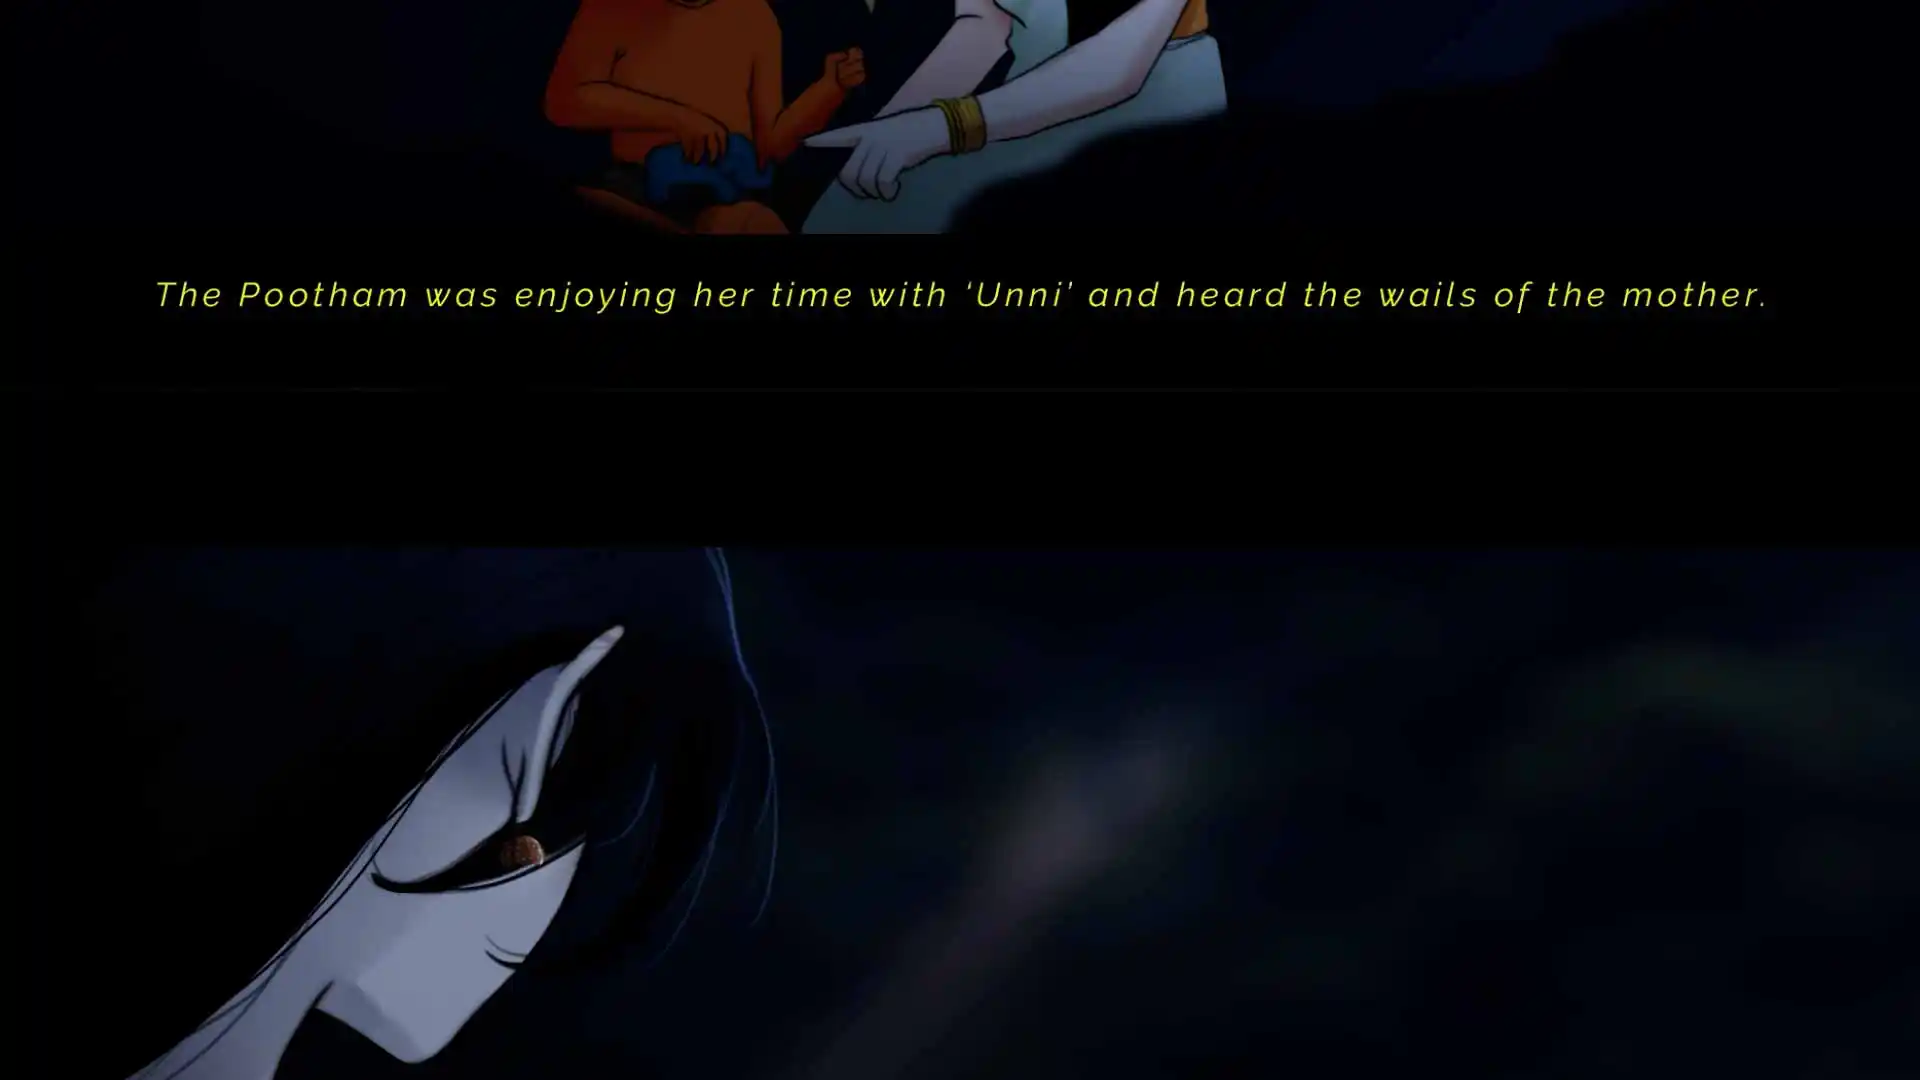 The Pootham was enjoying her time with ‘Unni’ and heard the wails of the mother.